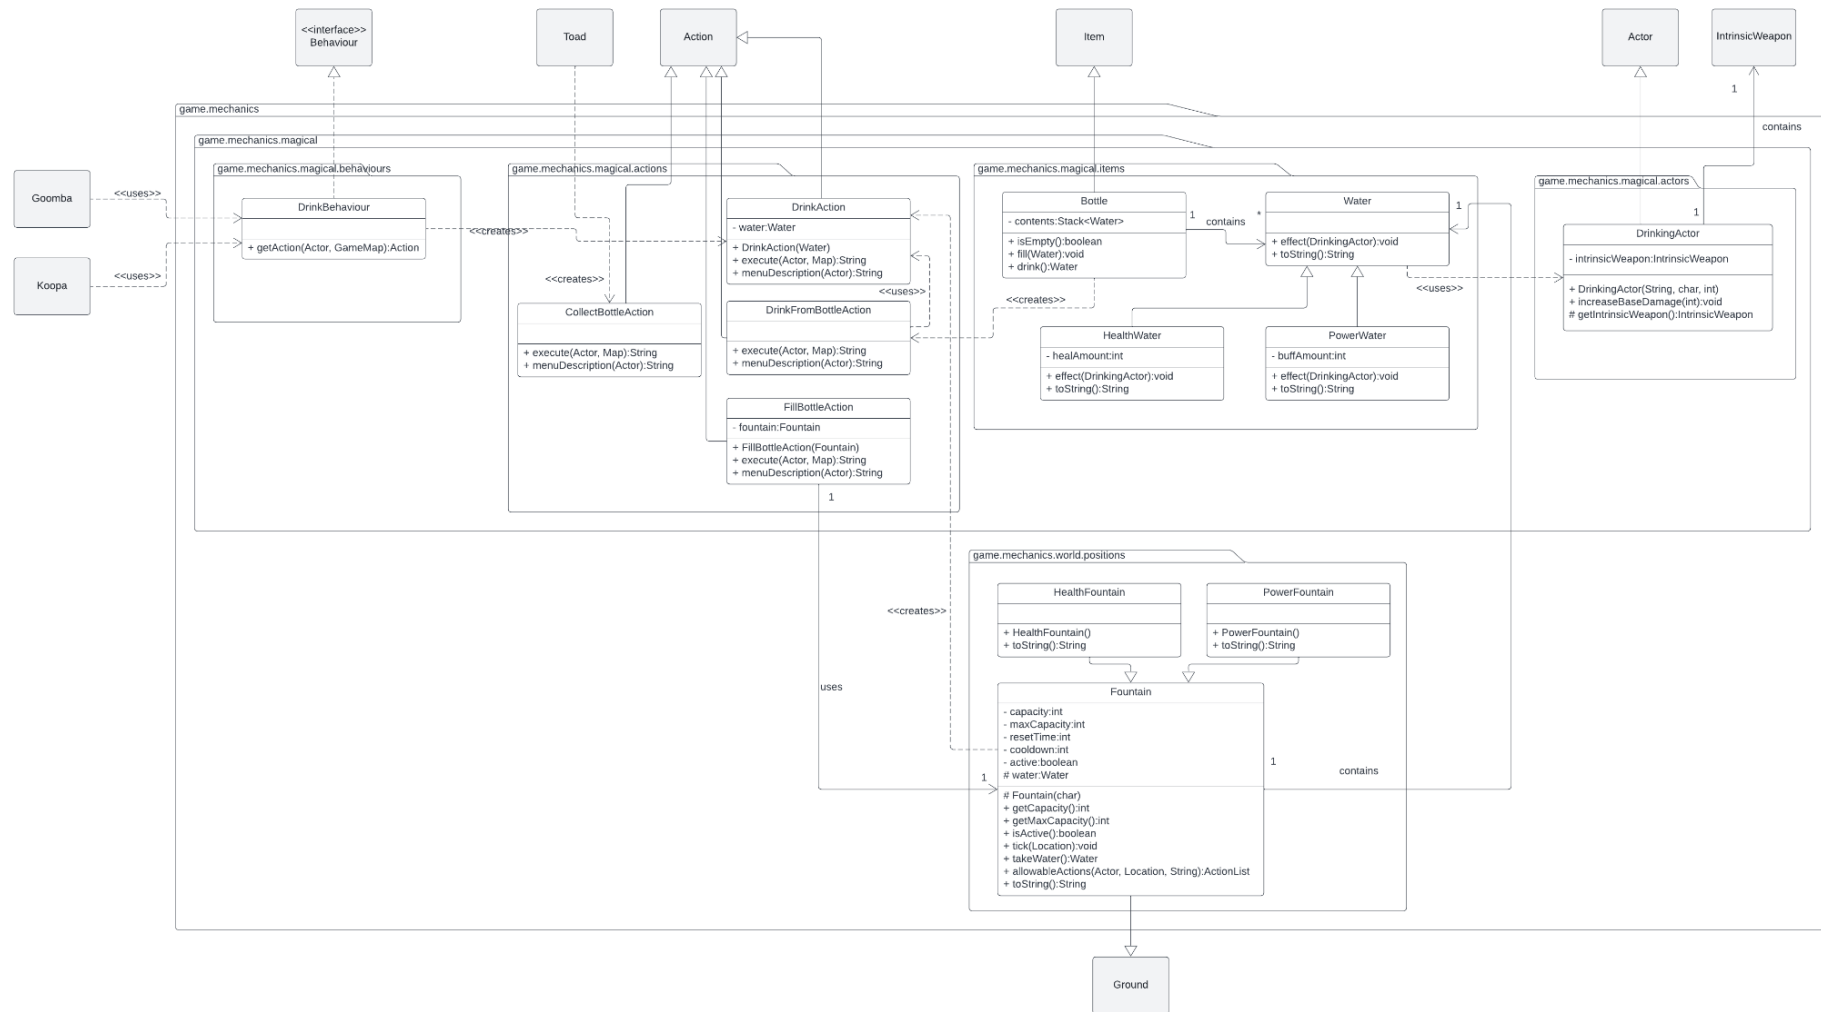 <<interface>>
Behaviour
Toad
Action
Item
Actor
IntrinsicWeapon
1
game.mechanics
contains
game.mechanics.magical
game.mechanics.magical.behaviours
game.mechanics.magical.actions
game.mechanics.magical.items
game.mechanics.magical.actors
Goomba
<<uses>>
Koopa
<<uses>>
DrinkBehaviour
+ getAction(Actor, GameMap):Action
<<creates>>
<<creates>>
DrinkAction
- water:Water
+ DrinkAction(Water)
+ execute(Actor, Map):String
+ menuDescription(Actor):String
<<uses>>
CollectBottleAction
+ execute(Actor, Map):String
+ menuDescription(Actor):String
DrinkFromBottleAction
+ execute(Actor, Map):String
+ menuDescription(Actor):String
FillBottleAction
- fountain:Fountain
+ FillBottleAction(Fountain)
+ execute(Actor, Map):String
+ menuDescription(Actor):String
1
Bottle
- contents:Stack<Water>
+ isEmpty():boolean
+ fill(Water):void
+ drink():Water
1
contains
*
<<creates>>
Water
+ effect(DrinkingActor):void
+ toString():String
1
<<uses>>
HealthWater
- healAmount:int
+ effect(DrinkingActor):void
+ toString():String
PowerWater
- buffAmount:int
+ effect(DrinkingActor):void
+ toString():String
1
DrinkingActor
- intrinsicWeapon:IntrinsicWeapon
+ DrinkingActor(String, char, int)
+ increaseBaseDamage(int):void
# getIntrinsicWeapon():IntrinsicWeapon
game.mechanics.world.positions
<<creates>>
HealthFountain
+ HealthFountain()
+ toString():String
PowerFountain
+ PowerFountain()
+ toString():String
uses
1
Fountain
- capacity:int
- maxCapacity:int
- resetTime:int
- cooldown:int
- active:boolean
# water:Water
# Fountain(char)
+ getCapacity():int
+ getMaxCapacity():int
+ isActive():boolean
+ tick(Location):void
+ takeWater():Water
+ allowableActions(Actor, Location, String):ActionList
+ toString():String
1
contains
Ground